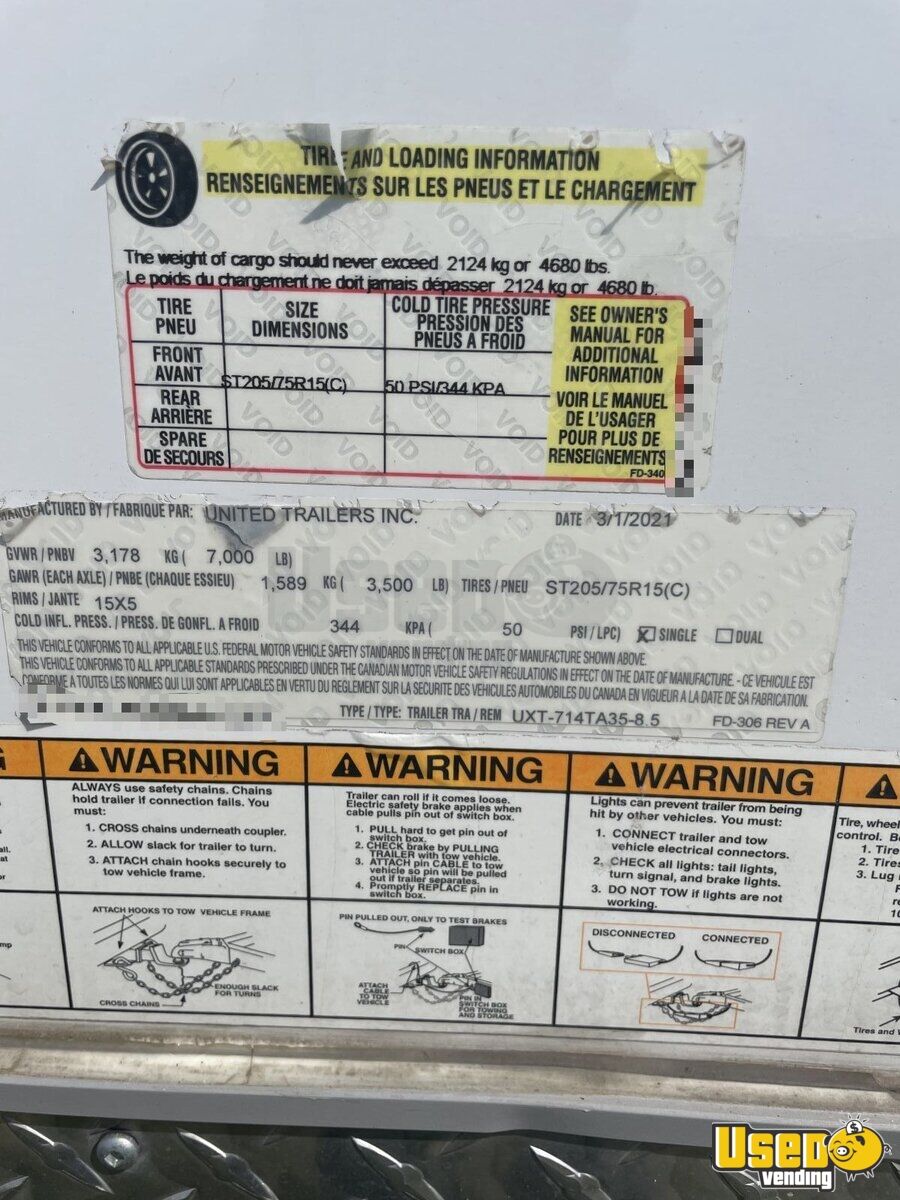 TIRE AND LOADING INFORMATION
RENSEIGNEMENTS SUR LES PNEUS ET LE CHARGEMENT
The weight of cargo should never exceed 2124 kg or 4680 lbs.
Le poids du chargement ne doit jamais dépasser 2124 kg or 4680 lb.
TIRE
PNEU
SIZE
DIMENSIONS
COLD TIRE PRESSURE
PRESSION DES
PNEUS A FROID
SEE OWNER'S
MANUAL FOR
ADDITIONAL
INFORMATION
VOIR LE MANUEL
DE L'USAGER
POUR PLUS DE
RENSEIGNEMENTS
FD-340
FRONT
AVANT
ST205/75R15(C)
50 PSI/344 KPA
REAR
ARRIÈRE
SPARE
DE SECOURS
MANUFACTURED BY / FABRIQUE PAR: UNITED TRAILERS INC. DATE 3/1/2021
GVWR / PNBV 3,178 KG ( 7,000 LB)
GAWR (EACH AXLE) / PNBE (CHAQUE ESSIEU) 1,589 KG ( 3,500 LB) TIRES / PNEU ST205/75R15(C)
RIMS / JANTE 15X5
COLD INFL. PRESS. / PRESS. DE GONFL. A FROID 344 KPA ( 50 PSI / LPC) SINGLE DUAL
THIS VEHICLE CONFORMS TO ALL APPLICABLE U.S. FEDERAL MOTOR VEHICLE SAFETY STANDARDS IN EFFECT ON THE DATE OF MANUFACTURE SHOWN ABOVE.
THIS VEHICLE CONFORMS TO ALL APPLICABLE STANDARDS PRESCRIBED UNDER THE CANADIAN MOTOR VEHICLE SAFETY REGULATIONS IN EFFECT ON THE DATE OF MANUFACTURE. - CE VEHICULE EST
CONFORME A TOUTES LES NORMES QUI LUI SONT APPLICABLES EN VERTU DU REGLEMENT SUR LA SECURITE DES VEHICULES AUTOMOBILES DU CANADA EN VIGUEUR A LA DATE DE SA FABRICATION.
TYPE / TYPE: TRAILER TRA / REM UXT-714TA35-8.5 FD-306 REV A
WARNING
ALWAYS use safety chains. Chains
hold trailer if connection fails. You
must:
1. CROSS chains underneath coupler.
2. ALLOW slack for trailer to turn.
3. ATTACH chain hooks securely to
tow vehicle frame.
ATTACH HOOKS TO TOW VEHICLE FRAME
ENOUGH SLACK
FOR TURNS
CROSS CHAINS
WARNING
Trailer can roll if it comes loose.
Electric safety brake applies when
cable pulls pin out of switch box.
1. PULL hard to get pin out of
switch box.
2. CHECK brake by PULLING
TRAILER with tow vehicle.
3. ATTACH pin CABLE to tow
vehicle so pin will be pulled
out if trailer separates.
4. Promptly REPLACE pin in
switch box.
PIN PULLED OUT, ONLY TO TEST BRAKES
PIN
SWITCH BOX
ATTACH
CABLE
TO TOW
VEHICLE
PIN IN
SWITCH BOX
FOR TOWING
AND STORAGE
WARNING
Lights can prevent trailer from being
hit by other vehicles. You must:
1. CONNECT trailer and tow
vehicle electrical connectors.
2. CHECK all lights: tail lights,
turn signal, and brake lights.
3. DO NOT TOW if lights are not
working.
DISCONNECTED CONNECTED
Tire, wheel
control. Be
1. Tire
2. Tires
3. Lug
Tires and
Used
vending